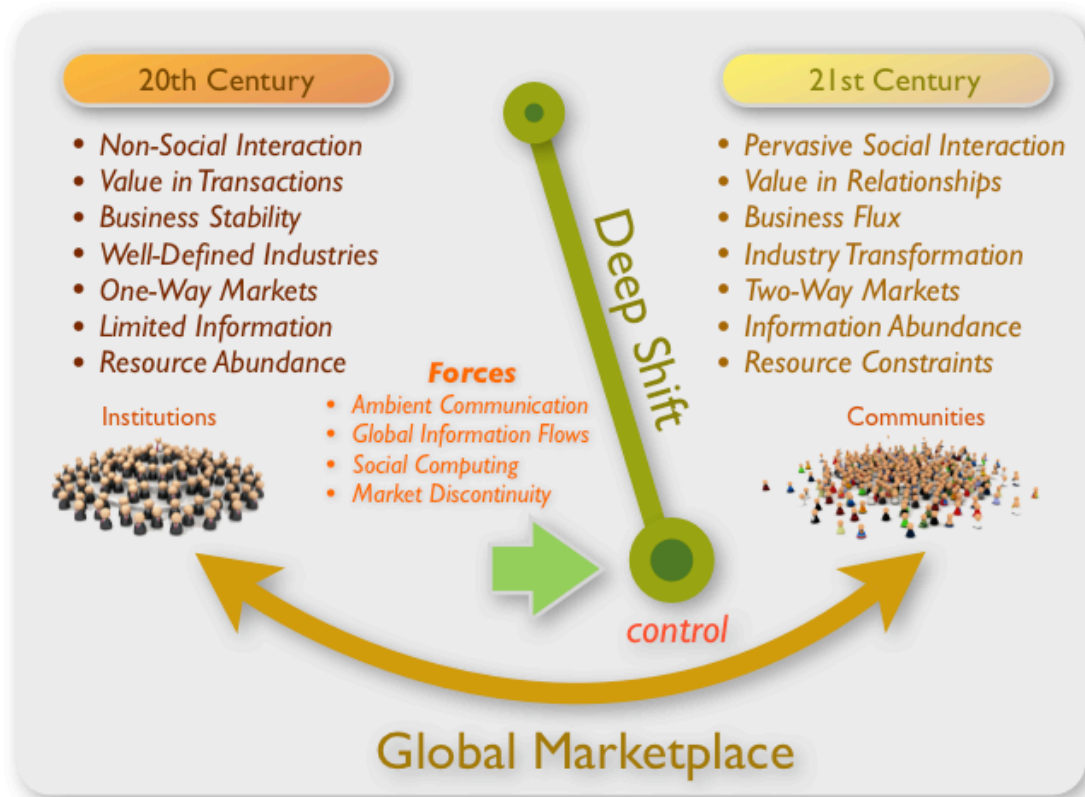 20th Century
• Non-Social Interaction
• Value in Transactions
• Business Stability
• Well-Defined Industries
• One-Way Markets
• Limited Information
• Resource Abundance
Institutions
Forces
• Ambient Communication
• Global Information Flows
• Social Computing
• Market Discontinuity
Deep Shift
control
21st Century
• Pervasive Social Interaction
• Value in Relationships
• Business Flux
• Industry Transformation
• Two-Way Markets
• Information Abundance
• Resource Constraints
Communities
Global Marketplace